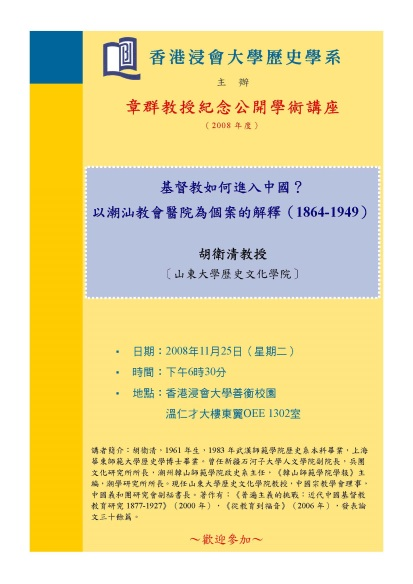 香港浸會大學歷史學系
主 辦
章群教授紀念公開學術講座
（2008 年度）
基督教如何進入中國？
以潮汕教會醫院為個案的解釋（1864-1949）
胡衛清教授
〔山東大學歷史文化學院〕
• 日期：2008年11月25日（星期二）
• 時間：下午6時30分
• 地點：香港浸會大學善衡校園
溫仁才大樓東翼OEE 1302室
講者簡介：胡衛清，1961 年生，1983 年武漢師範學院歷史系本科畢業，上海
華東師範大學歷史學博士畢業。曾任新疆石河子大學人文學院副院長，兵團
文化研究所所長，潮州韓山師範學院政史系主任，《韓山師範學院學報》主
編，潮學研究所所長。現任山東大學歷史文化學院教授，中國宗教學會理事，
中國義和團研究會副秘書長。著作有：《普遍主義的挑戰：近代中國基督教
教育研究 1877-1927》（2000 年），《從教育到福音》（2006 年），發表論
文三十餘篇。
～歡迎參加～